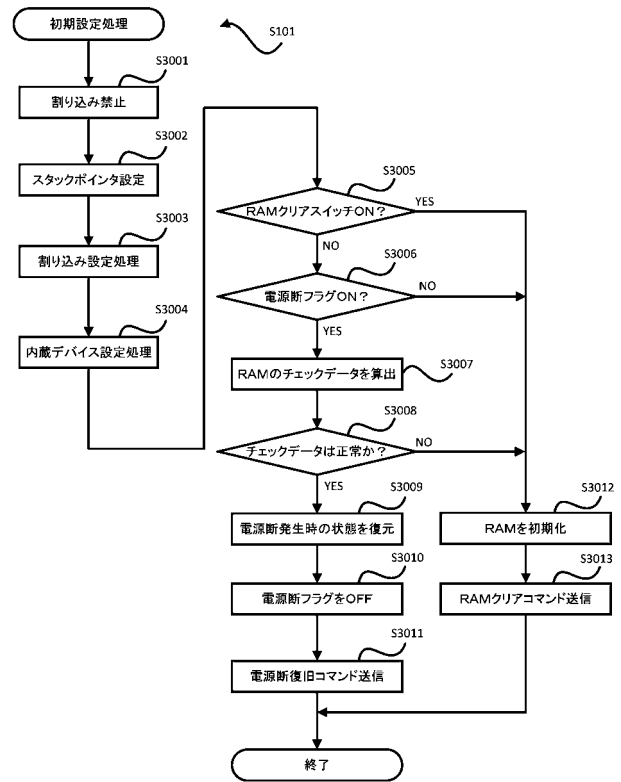 初期設定処理
S101
S3001
割り込み禁止
S3002
スタックポインタ設定
S3003
割り込み設定処理
S3004
内蔵デバイス設定処理
S3005
RAMクリアスイッチON？
YES
NO
S3006
電源断フラグON？
NO
YES
RAMのチェックデータを算出
S3007
S3008
チェックデータは正常か？
NO
YES
S3009
電源断発生時の状態を復元
S3010
電源断フラグをOFF
S3011
電源断復旧コマンド送信
S3012
RAMを初期化
S3013
RAMクリアコマンド送信
終了